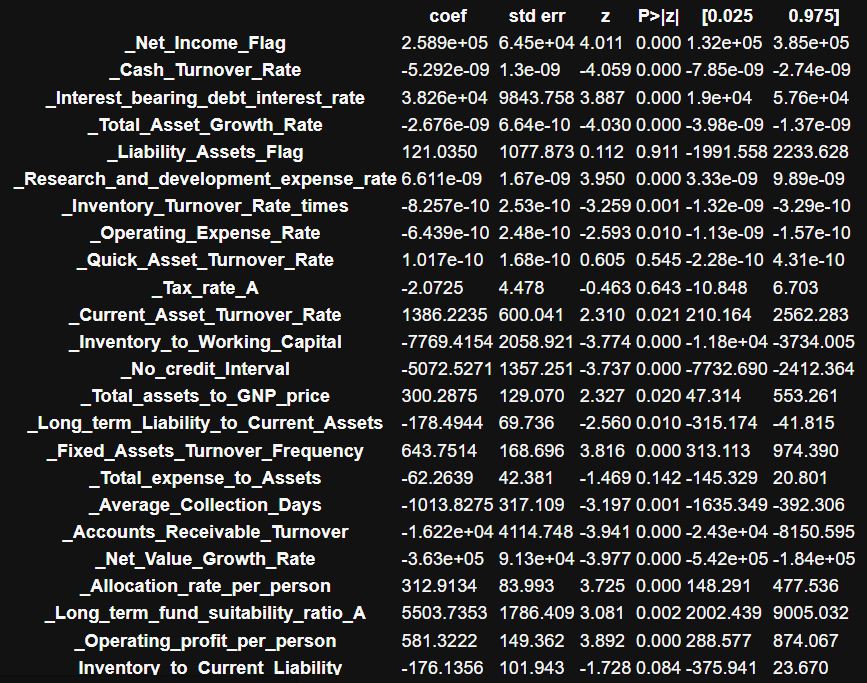 coef std err z P>|z| [0.025 0.975]
_Net_Income_Flag 2.589e+05 6.45e+04 4.011 0.000 1.32e+05 3.85e+05
_Cash_Turnover_Rate -5.292e-09 1.3e-09 -4.059 0.000 -7.85e-09 -2.74e-09
_Interest_bearing_debt_interest_rate 3.826e+04 9843.758 3.887 0.000 1.9e+04 5.76e+04
_Total_Asset_Growth_Rate -2.676e-09 6.64e-10 -4.030 0.000 -3.98e-09 -1.37e-09
_Liability_Assets_Flag 121.0350 1077.873 0.112 0.911 -1991.558 2233.628
_Research_and_development_expense_rate 6.611e-09 1.67e-09 3.950 0.000 3.33e-09 9.89e-09
_Inventory_Turnover_Rate_times -8.257e-10 2.53e-10 -3.259 0.001 -1.32e-09 -3.29e-10
_Operating_Expense_Rate -6.439e-10 2.48e-10 -2.593 0.010 -1.13e-09 -1.57e-10
_Quick_Asset_Turnover_Rate 1.017e-10 1.68e-10 0.605 0.545 -2.28e-10 4.31e-10
_Tax_rate_A -2.0725 4.478 -0.463 0.643 -10.848 6.703
_Current_Asset_Turnover_Rate 1386.2235 600.041 2.310 0.021 210.164 2562.283
_Inventory_to_Working_Capital -7769.4154 2058.921 -3.774 0.000 -1.18e+04 -3734.005
_No_credit_Interval -5072.5271 1357.251 -3.737 0.000 -7732.690 -2412.364
_Total_assets_to_GNP_price 300.2875 129.070 2.327 0.020 47.314 553.261
_Long_term_Liability_to_Current_Assets -178.4944 69.736 -2.560 0.010 -315.174 -41.815
_Fixed_Assets_Turnover_Frequency 643.7514 168.696 3.816 0.000 313.113 974.390
_Total_expense_to_Assets -62.2639 42.381 -1.469 0.142 -145.329 20.801
_Average_Collection_Days -1013.8275 317.109 -3.197 0.001 -1635.349 -392.306
_Accounts_Receivable_Turnover -1.622e+04 4114.748 -3.941 0.000 -2.43e+04 -8150.595
_Net_Value_Growth_Rate -3.63e+05 9.13e+04 -3.977 0.000 -5.42e+05 -1.84e+05
_Allocation_rate_per_person 312.9134 83.993 3.725 0.000 148.291 477.536
_Long_term_fund_suitability_ratio_A 5503.7353 1786.409 3.081 0.002 2002.439 9005.032
_Operating_profit_per_person 581.3222 149.362 3.892 0.000 288.577 874.067
_Inventory_to_Current_Liability -176.1356 101.943 -1.728 0.084 -375.941 23.670